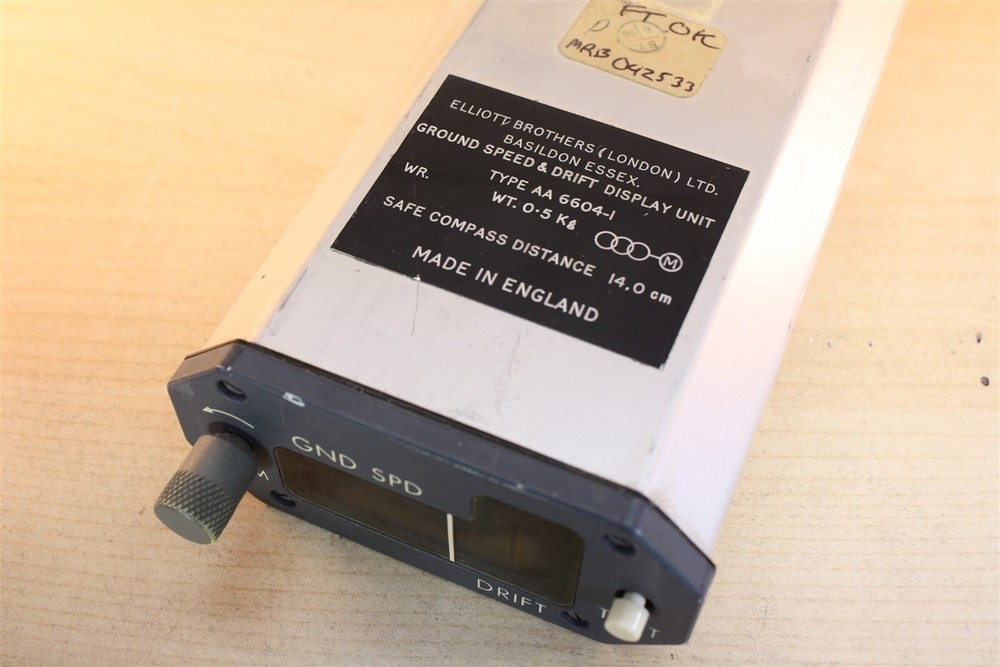 FT OK
P
MRB 042533
ELLIOTT BROTHERS (LONDON) LTD.
BASILDON ESSEX.
GROUND SPEED & DRIFT DISPLAY UNIT
WR. TYPE AA 6604-1
WT. 0·5 Kg
SAFE COMPASS DISTANCE 14.0 cm
M
MADE IN ENGLAND
GND SPD
DRIFT